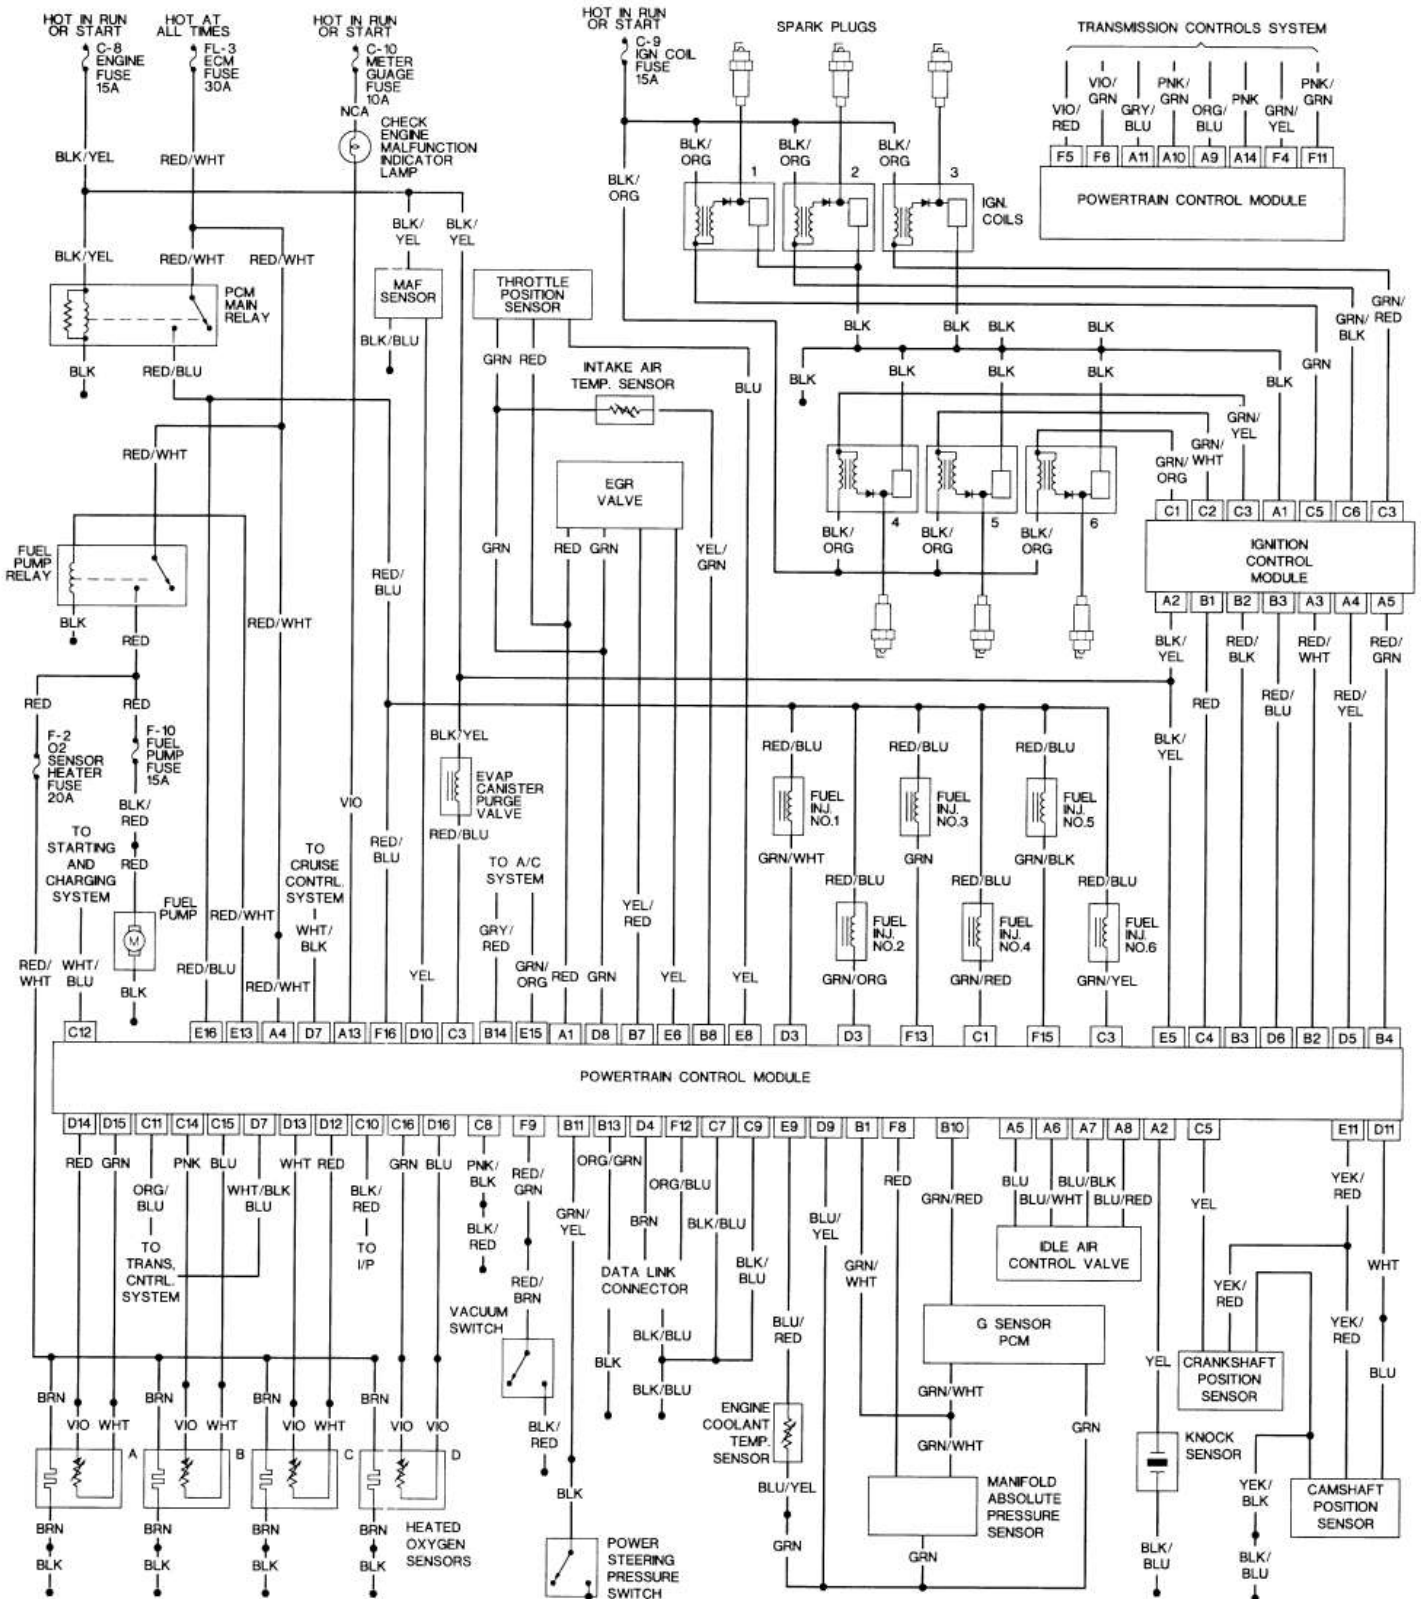 HOT IN RUN
OR START
C-8
ENGINE
FUSE
15A
HOT AT
ALL TIMES
FL-3
ECM
FUSE
30A
HOT IN RUN
OR START
C-10
METER
GUAGE
FUSE
10A
NCA
CHECK
ENGINE
MALFUNCTION
INDICATOR
LAMP
HOT IN RUN
OR START
C-9
IGN COIL
FUSE
15A
SPARK PLUGS
TRANSMISSION CONTROLS SYSTEM
VIO/
RED
VIO/
GRN
GRY/
BLU
PNK/
GRN
ORG/
BLU
PNK
GRN/
YEL
PNK/
GRN
F5 F6 A11 A10 A9 A14 F4 F11
POWERTRAIN CONTROL MODULE
BLK/YEL
RED/WHT
BLK/
ORG
BLK/
ORG
BLK/
ORG
BLK/
ORG
1 2 3
IGN.
COILS
BLK/
YEL
BLK/
YEL
BLK/YEL
RED/WHT
RED/WHT
PCM
MAIN
RELAY
MAF
SENSOR
THROTTLE
POSITION
SENSOR
BLK
RED/BLU
BLK/BLU
GRN RED
BLU
INTAKE AIR
TEMP. SENSOR
BLK BLK BLK BLK
BLK
BLK BLK BLK
BLK
GRN
GRN/
BLK
GRN/
RED
GRN/
YEL
GRN/
WHT
GRN/
ORG
RED/WHT
EGR
VALVE
4 5 6
BLK/
ORG
BLK/
ORG
BLK/
ORG
C1 C2 C3 A1 C5 C6 C3
IGNITION
CONTROL
MODULE
A2 B1 B2 B3 A3 A4 A5
FUEL
PUMP
RELAY
GRN
RED GRN
YEL/
GRN
RED/
BLU
BLK
RED
RED/WHT
BLK/
YEL
RED/
BLK
RED/
WHT
RED/
GRN
RED
RED/
BLU
RED/
YEL
BLK/
YEL
RED
RED
F-2
O2
SENSOR
HEATER
FUSE
20A
F-10
FUEL
PUMP
FUSE
15A
BLK/
RED
RED
VIO
BLK/YEL
EVAP
CANISTER
PURGE
VALVE
RED/BLU
RED/
BLU
RED/BLU
RED/BLU
RED/BLU
FUEL
INJ.
NO.1
FUEL
INJ.
NO.3
FUEL
INJ.
NO.5
GRN/WHT
GRN
GRN/BLK
RED/BLU
RED/BLU
RED/BLU
FUEL
INJ.
NO.2
FUEL
INJ.
NO.4
FUEL
INJ.
NO.6
GRN/ORG
GRN/RED
GRN/YEL
TO
STARTING
AND
CHARGING
SYSTEM
FUEL
PUMP
M
TO
CRUISE
CONTRL.
SYSTEM
TO A/C
SYSTEM
RED/WHT
WHT/
BLK
GRY/
RED
GRN/
ORG
YEL/
RED
RED/
WHT
WHT/
BLU
BLK
RED/BLU
RED/WHT
YEL
RED GRN
YEL
YEL
C12 E16 E13 A4 D7 A13 F16 D10 C3 B14 E15 A1 D8 B7 E6 B8 E8 D3 D3 F13 C1 F15 C3 E5 C4 B3 D6 B2 D5 B4
POWERTRAIN CONTROL MODULE
D14 D15 C11 C14 C15 D7 D13 D12 C10 C16 D16 C8 F9 B11 B13 D4 F12 C7 C9 E9 D9 B1 F8 B10 A5 A6 A7 A8 A2 C5 E11 D11
RED GRN
ORG/
BLU
PNK BLU
WHT/BLK
BLU
WHT RED
BLK/
RED
GRN BLU
PNK/
BLK
BLK/
RED
RED/
GRN
RED/
BRN
GRN/
YEL
ORG/GRN
BRN
ORG/BLU
BLK/BLU
BLK/
BLU
BLU/
YEL
BLU/
RED
GRN/
WHT
RED
GRN/RED
BLU
BLU/WHT
BLU/BLK
BLU/RED
YEL
YEK/
RED
WHT
TO
TRANS,
CNTRL.
SYSTEM
TO
I/P
DATA LINK
CONNECTOR
IDLE AIR
CONTROL VALVE
VACUUM
SWITCH
BLK/BLU
BLK
BLK/BLU
G SENSOR
PCM
YEK/
RED
YEK/
RED
YEL
CRANKSHAFT
POSITION
SENSOR
BLU
BRN BRN BRN BRN
VIO WHT VIO WHT VIO WHT VIO VIO
A B C D
BLK/
RED
ENGINE
COOLANT
TEMP.
SENSOR
GRN/WHT
GRN/WHT
GRN
KNOCK
SENSOR
BLK
BLU/YEL
GRN
MANIFOLD
ABSOLUTE
PRESSURE
SENSOR
GRN
YEK/
BLK
CAMSHAFT
POSITION
SENSOR
BRN BRN BRN BRN
BLK BLK BLK BLK
HEATED
OXYGEN
SENSORS
POWER
STEERING
PRESSURE
SWITCH
BLK/
BLU
BLK/
BLU